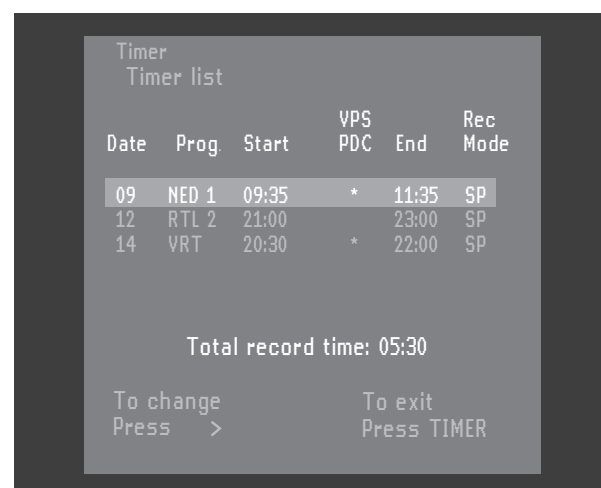 Timer
Timer list
VPS Rec
Date Prog. Start PDC End Mode
09 NED 1 09:35 * 11:35 SP
12 RTL 2 21:00 23:00 SP
14 VRT 20:30 * 22:00 SP
Total record time: 05:30
To change To exit
Press > Press TIMER